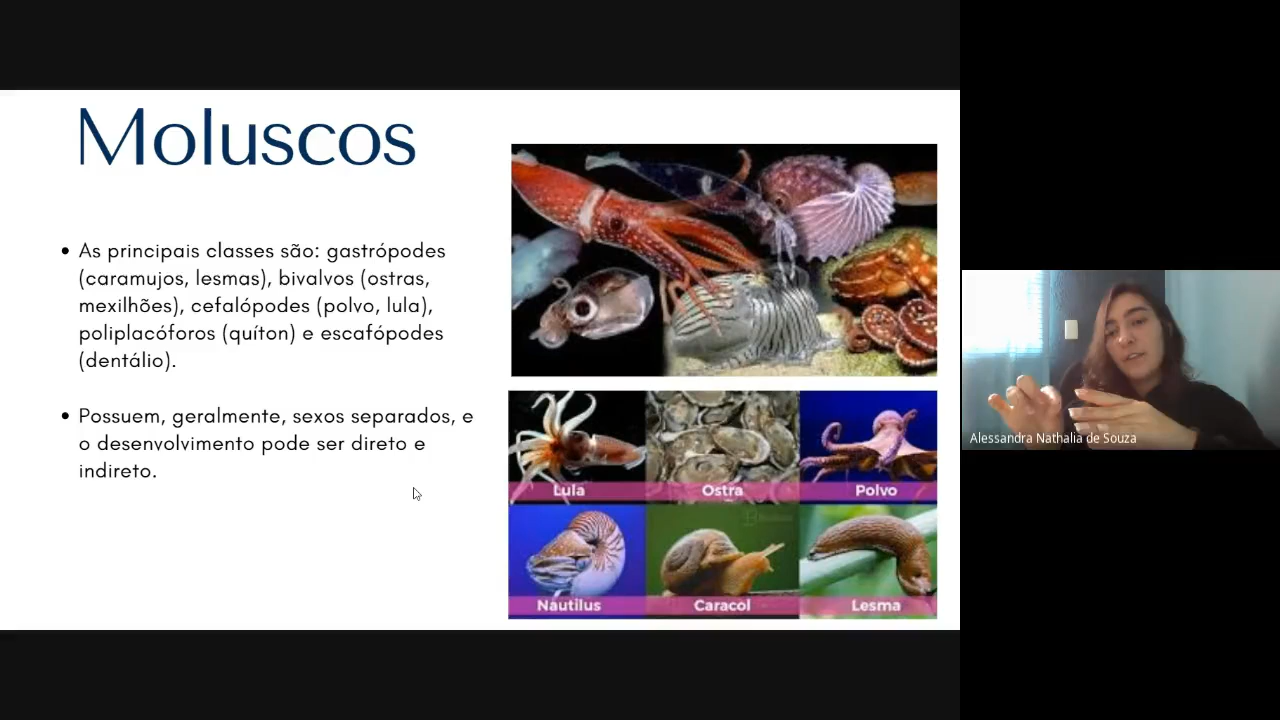 Moluscos
• As principais classes são: gastrópodes
(caramujos, lesmas), bivalvos (ostras,
mexilhões), cefalópodes (polvo, lula),
poliplacóforos (quíton) e escafópodes
(dentálio).
• Possuem, geralmente, sexos separados, e
o desenvolvimento pode ser direto e
indireto.
Lula
Ostra
Polvo
Nautilus
Caracol
Lesma
Alessandra Nathalia de Souza